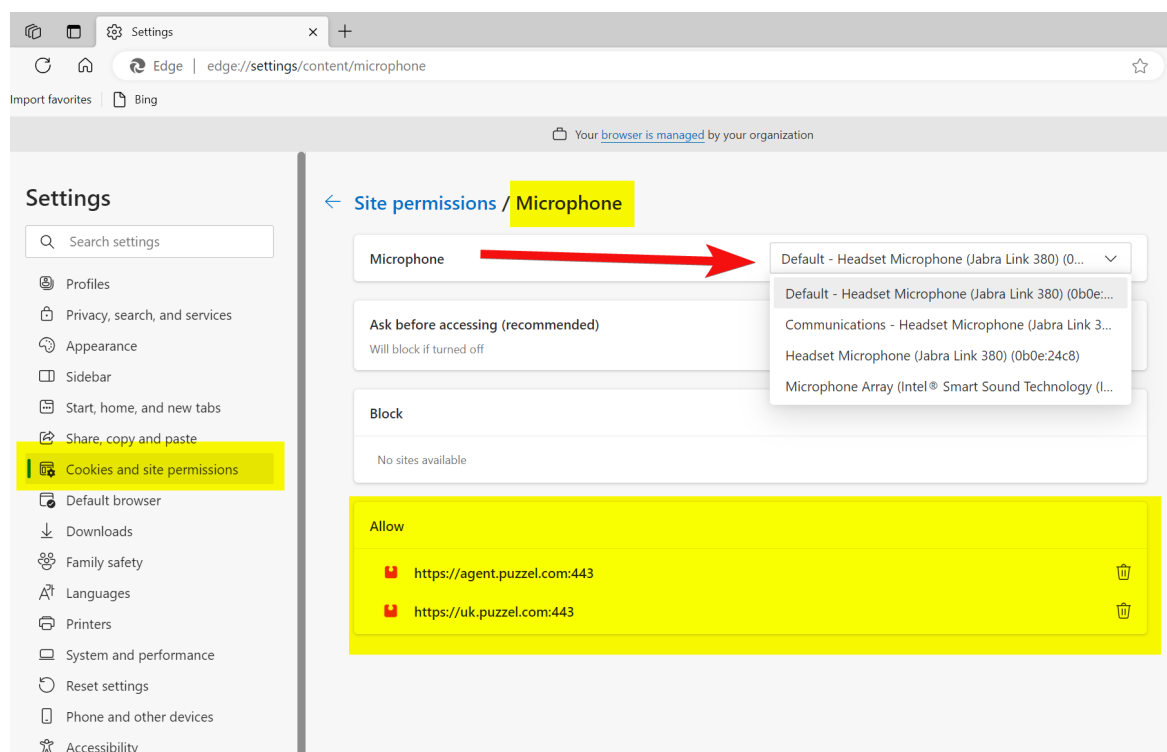 Settings
Edge | edge://settings/content/microphone
Import favorites
Bing
Your browser is managed by your organization
Settings
Search settings
Profiles
Privacy, search, and services
Appearance
Sidebar
Start, home, and new tabs
Share, copy and paste
Cookies and site permissions
Default browser
Downloads
Family safety
Languages
Printers
System and performance
Reset settings
Phone and other devices
Accessibility
Site permissions / Microphone
Microphone
Default - Headset Microphone (Jabra Link 380) (0...
Default - Headset Microphone (Jabra Link 380) (0b0e:...
Communications - Headset Microphone (Jabra Link 3...
Headset Microphone (Jabra Link 380) (0b0e:24c8)
Microphone Array (Intel® Smart Sound Technology (I...
Ask before accessing (recommended)
Will block if turned off
Block
No sites available
Allow
https://agent.puzzel.com:443
https://uk.puzzel.com:443